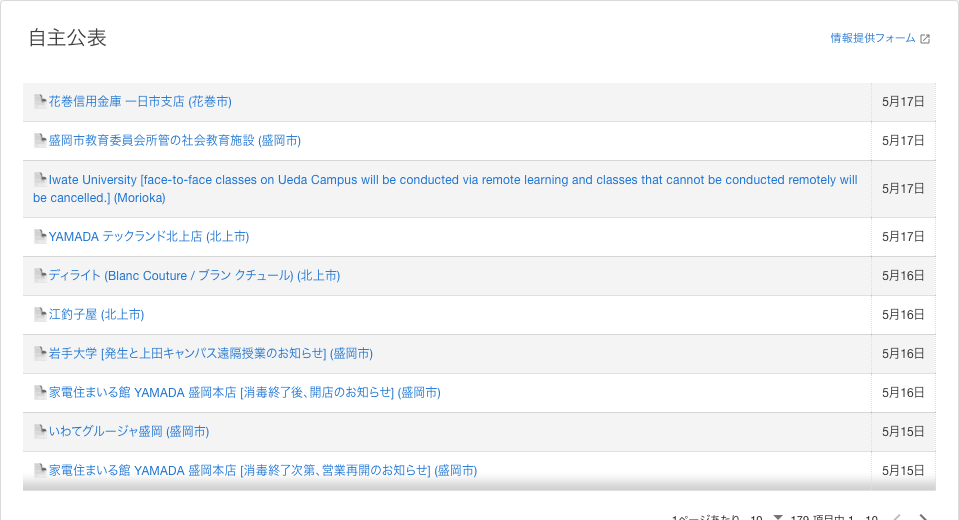 自主公表
情報提供フォーム
花巻信用金庫 一日市支店 (花巻市)
5月17日
盛岡市教育委員会所管の社会教育施設 (盛岡市)
5月17日
Iwate University [face-to-face classes on Ueda Campus will be conducted via remote learning and classes that cannot be conducted remotely will
be cancelled.] (Morioka)
5月17日
YAMADA テックランド北上店 (北上市)
5月17日
ディライト (Blanc Couture / ブラン クチュール) (北上市)
5月16日
江釣子屋 (北上市)
5月16日
岩手大学 [発生と上田キャンパス遠隔授業のお知らせ] (盛岡市)
5月16日
家電住まいる館 YAMADA 盛岡本店 [消毒終了後、開店のお知らせ] (盛岡市)
5月16日
いわてグルージャ盛岡 (盛岡市)
5月15日
家電住まいる館 YAMADA 盛岡本店 [消毒終了次第、営業再開のお知らせ] (盛岡市)
5月15日
1ページあたり 10 179 項目中 1 - 10